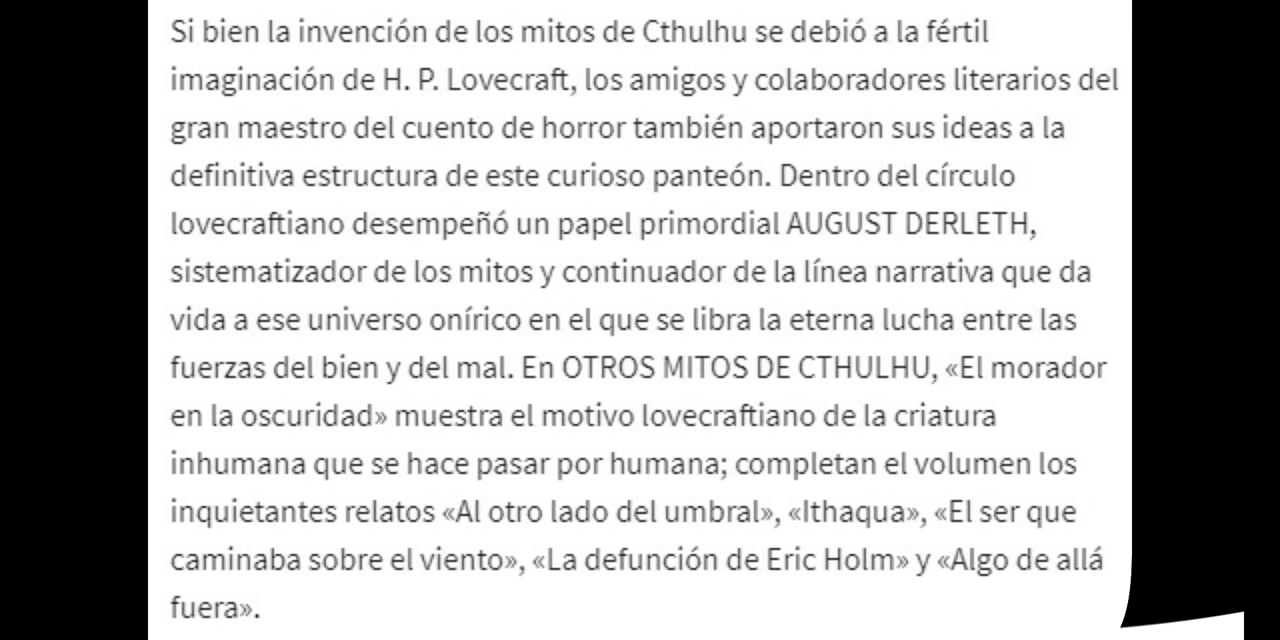 Si bien la invención de los mitos de Cthulhu se debió a la fértil
imaginación de H. P. Lovecraft, los amigos y colaboradores literarios del
gran maestro del cuento de horror también aportaron sus ideas a la
definitiva estructura de este curioso panteón. Dentro del círculo
lovecraftiano desempeñó un papel primordial AUGUST DERLETH,
sistematizador de los mitos y continuador de la línea narrativa que da
vida a ese universo onírico en el que se libra la eterna lucha entre las
fuerzas del bien y del mal. En OTROS MITOS DE CTHULHU, «El morador
en la oscuridad» muestra el motivo lovecraftiano de la criatura
inhumana que se hace pasar por humana; completan el volumen los
inquietantes relatos «Al otro lado del umbral», «Ithaqua», «El ser que
caminaba sobre el viento», «La defunción de Eric Holm» y «Algo de allá
fuera».